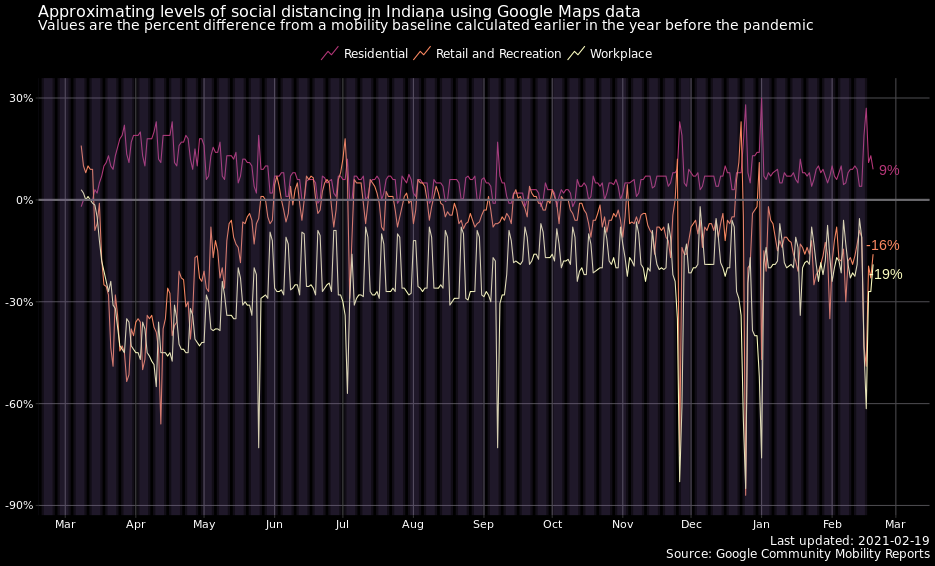 Approximating levels of social distancing in Indiana using Google Maps data
Values are the percent difference from a mobility baseline calculated earlier in the year before the pandemic
Residential Retail and Recreation Workplace
30%
0%
-30%
-60%
-90%
9%
-16%
-19%
Mar Apr May Jun Jul Aug Sep Oct Nov Dec Jan Feb Mar
Last updated: 2021-02-19
Source: Google Community Mobility Reports